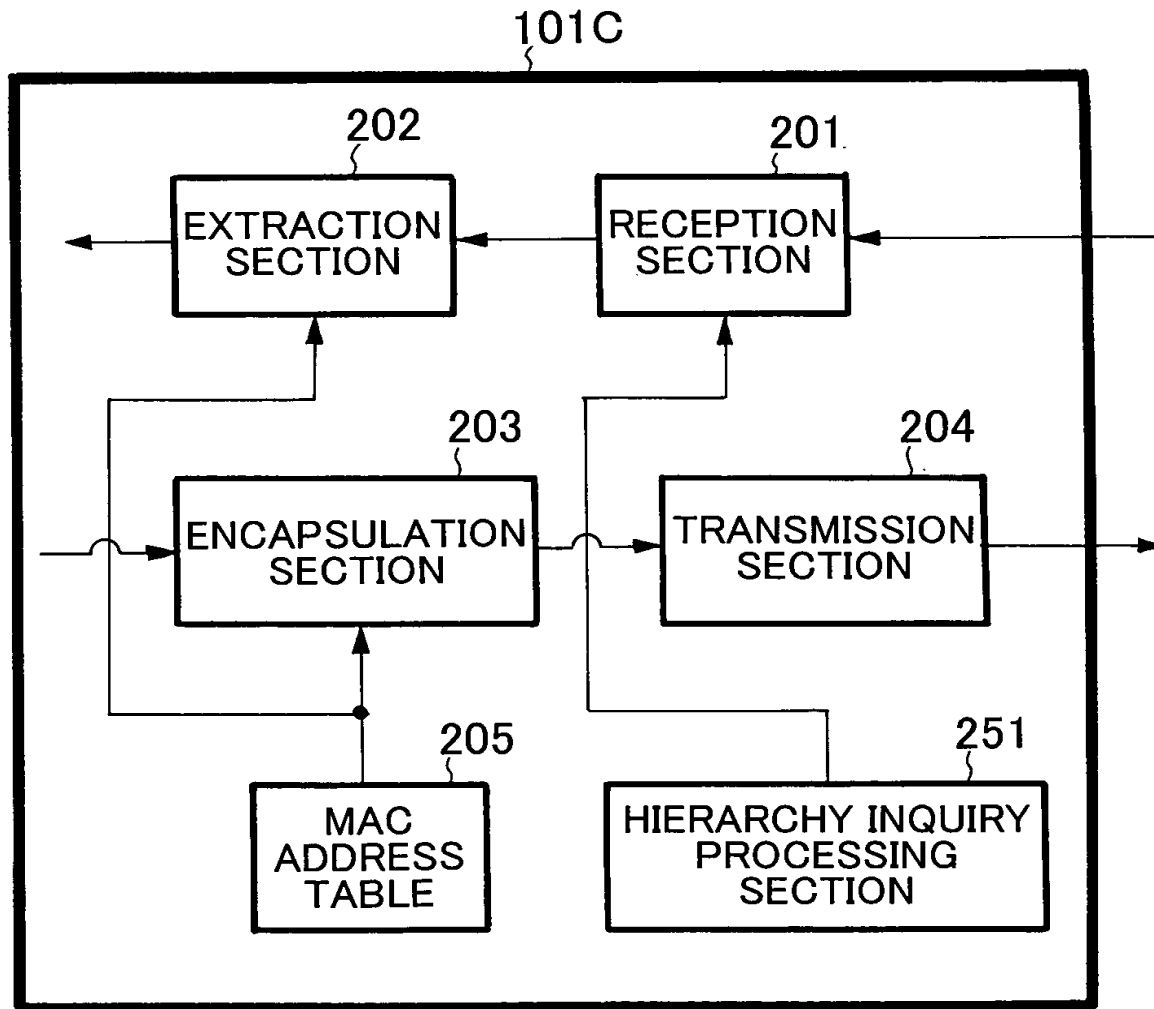 101C
202
201
EXTRACTION
SECTION
RECEPTION
SECTION
203
204
ENCAPSULATION
SECTION
TRANSMISSION
SECTION
205
251
MAC
ADDRESS
TABLE
HIERARCHY INQUIRY
PROCESSING
SECTION